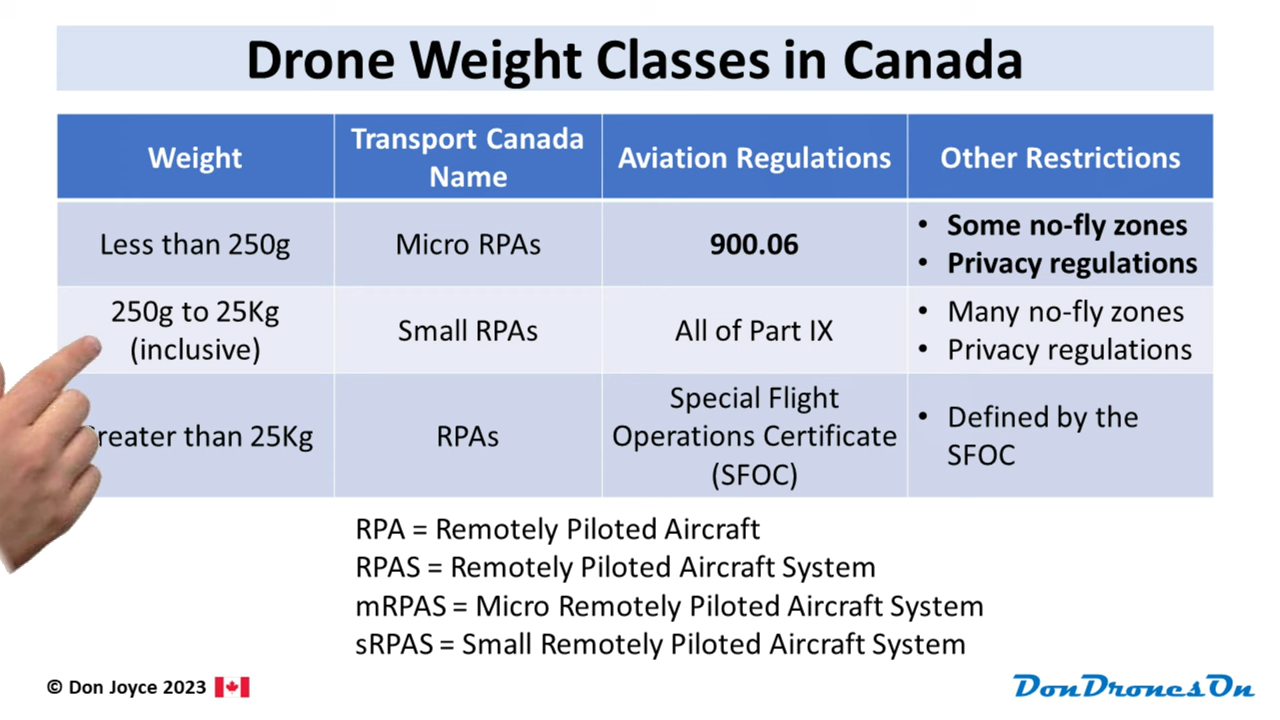 Drone Weight Classes in Canada
Weight
Transport Canada
Name
Aviation Regulations
Other Restrictions
Less than 250g
Micro RPAs
900.06
• Some no-fly zones
• Privacy regulations
250g to 25Kg
(inclusive)
Small RPAs
All of Part IX
• Many no-fly zones
• Privacy regulations
Greater than 25Kg
RPAs
Special Flight
Operations Certificate
(SFOC)
• Defined by the
SFOC
RPA = Remotely Piloted Aircraft
RPAS = Remotely Piloted Aircraft System
mRPAS = Micro Remotely Piloted Aircraft System
sRPAS = Small Remotely Piloted Aircraft System
© Don Joyce 2023
DonDronesOn